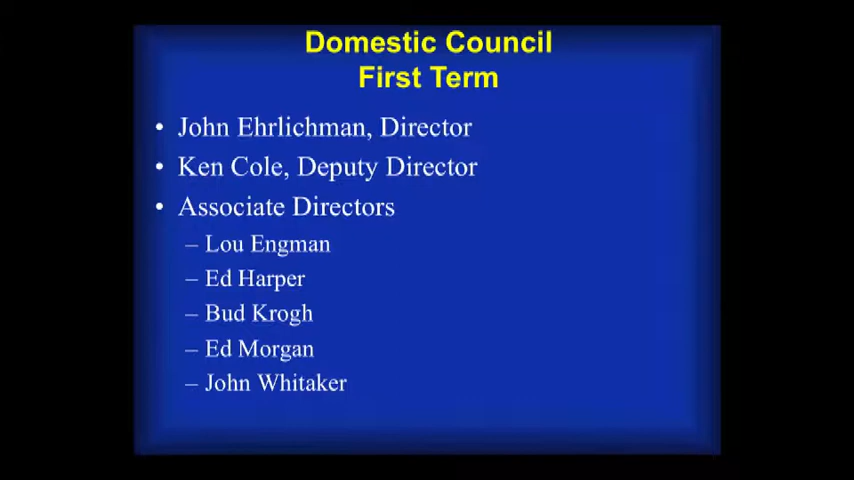 Domestic Council
First Term
• John Ehrlichman, Director
• Ken Cole, Deputy Director
• Associate Directors
– Lou Engman
– Ed Harper
– Bud Krogh
– Ed Morgan
– John Whitaker